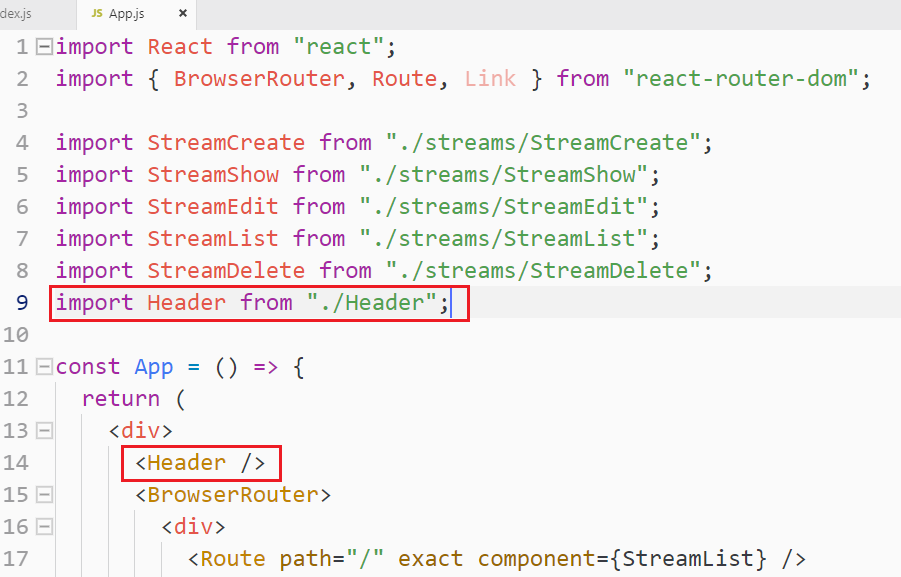 dex.js JS App.js ×
1 import React from "react";
2 import { BrowserRouter, Route, Link } from "react-router-dom";
3
4 import StreamCreate from "./streams/StreamCreate";
5 import StreamShow from "./streams/StreamShow";
6 import StreamEdit from "./streams/StreamEdit";
7 import StreamList from "./streams/StreamList";
8 import StreamDelete from "./streams/StreamDelete";
9 import Header from "./Header";
10
11 const App = () => {
12 return (
13 <div>
14 <Header />
15 <BrowserRouter>
16 <div>
17 <Route path="/" exact component={StreamList} />